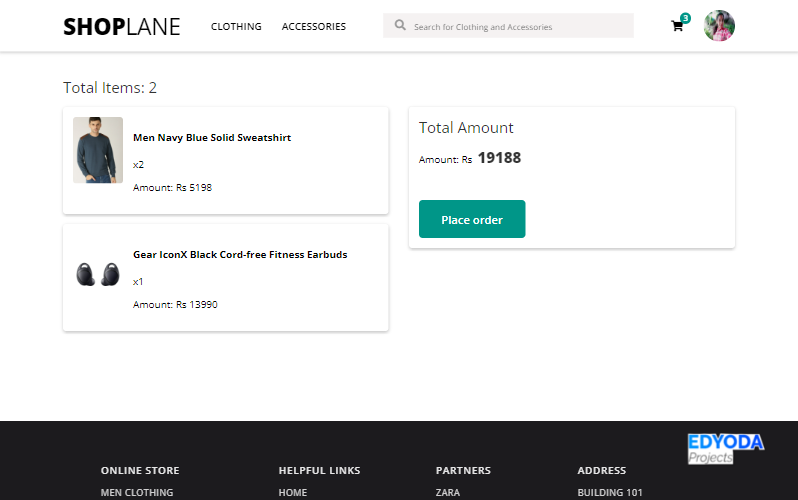 SHOPLANE CLOTHING ACCESSORIES Search for Clothing and Accessories 3
Total Items: 2
Men Navy Blue Solid Sweatshirt
x2
Amount: Rs 5198
Gear IconX Black Cord-free Fitness Earbuds
x1
Amount: Rs 13990
Total Amount
Amount: Rs 19188
Place order
EDYODA
Projects
ONLINE STORE HELPFUL LINKS PARTNERS ADDRESS
MEN CLOTHING HOME ZARA BUILDING 101